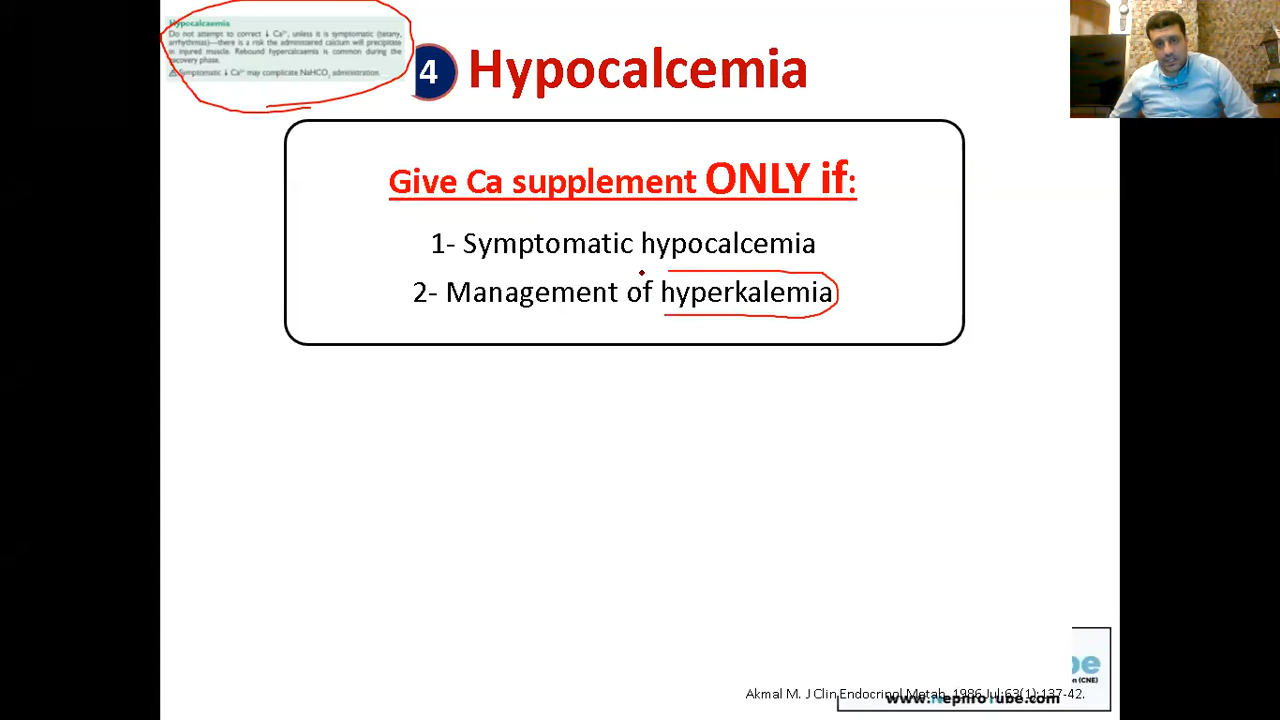 Hypocalcaemia
Do not attempt to correct ↓ Ca²⁺, unless it is symptomatic (tetany,
arrhythmias)—there is a risk the administered calcium will precipitate
in injured muscle. Rebound hypercalcaemia is common during the
recovery phase.
⚠ Symptomatic ↓ Ca²⁺ may complicate NaHCO₃ administration.
4 Hypocalcemia
Give Ca supplement ONLY if:
1- Symptomatic hypocalcemia
2- Management of hyperkalemia
(CNE)
Akmal M. J Clin Endocrinol Metab. 1986 Jul;63(1):137-42.
www.NephroTube.com